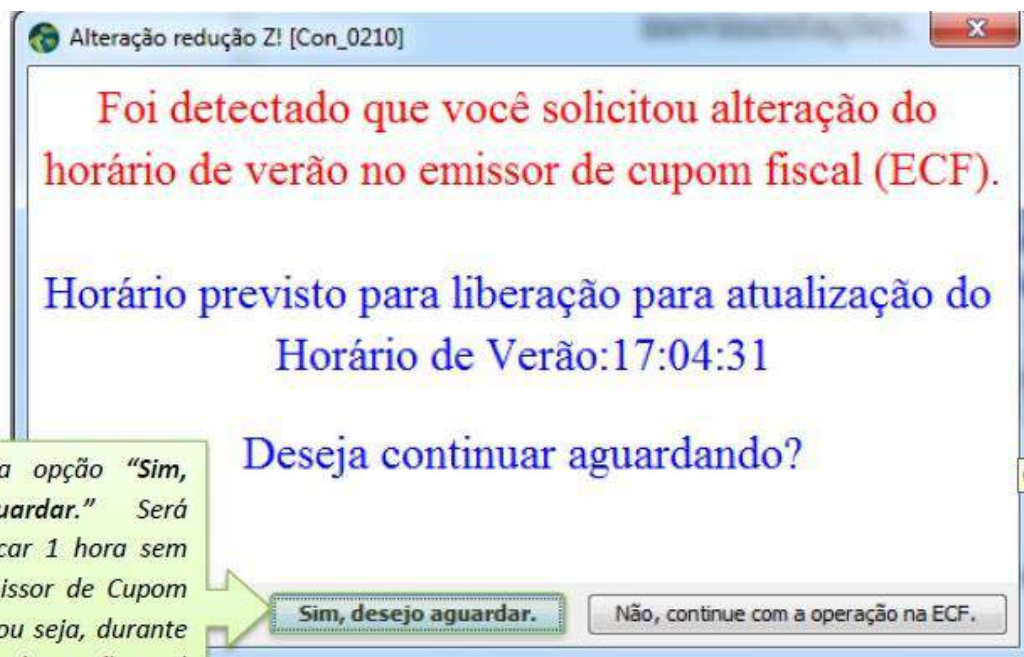 Alteração redução Z! [Con_0210]
Foi detectado que você solicitou alteração do
horário de verão no emissor de cupom fiscal (ECF).
Horário previsto para liberação para atualização do
Horário de Verão:17:04:31
Deseja continuar aguardando?
a opção "Sim,
uardar." Será
car 1 hora sem
issor de Cupom
ou seja, durante
Sim, desejo aguardar.
Não, continue com a operação na ECF.